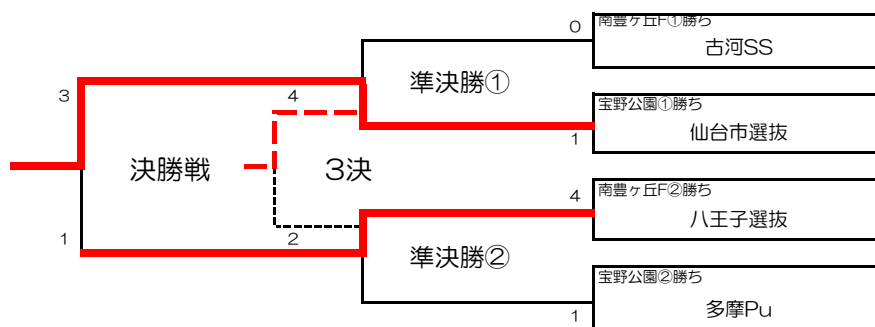 0
南豊ヶ丘F①勝ち
古河SS
準決勝①
3
4
宝野公園①勝ち
仙台市選抜
1
決勝戦
3決
南豊ヶ丘F②勝ち
4
八王子選抜
1
2
準決勝②
宝野公園②勝ち
多摩Pu
1